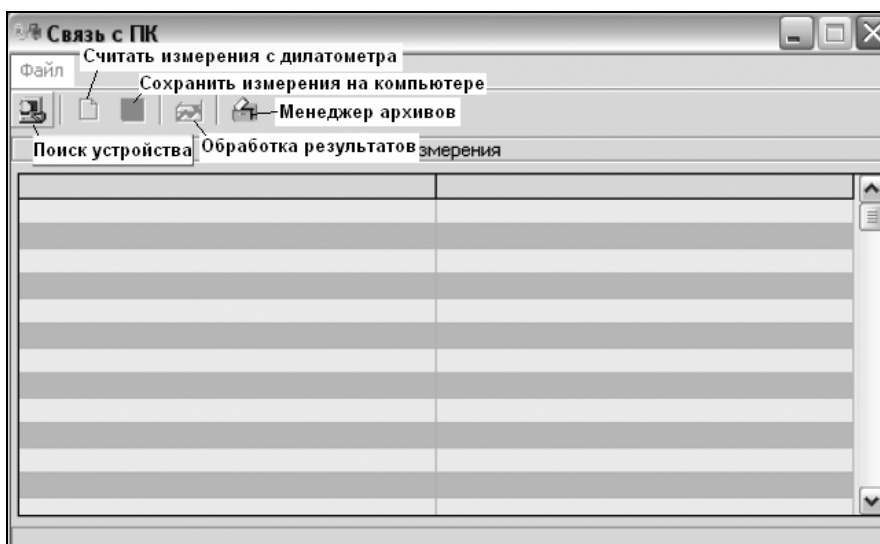 Связь с ПК
Считать измерения с дилатометра
Файл
Сохранить измерения на компьютере
Менеджер архивов
Поиск устройства
Обработка результатов
змерения